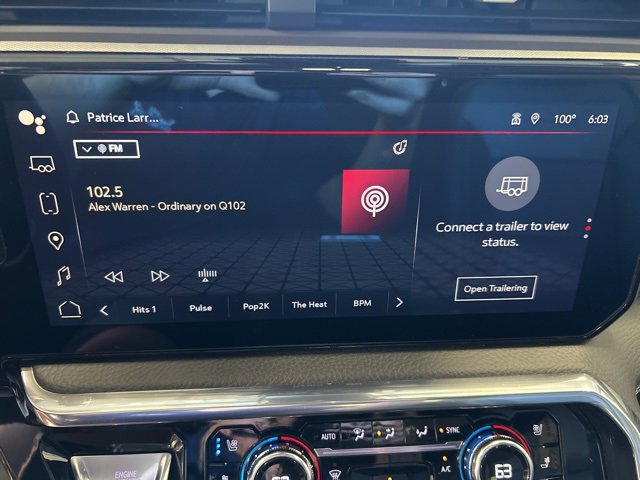 Patrice Larr...
100° 6:03
FM
102.5
Alex Warren - Ordinary on Q102
Connect a trailer to view
status.
Open Trailering
Hits 1 Pulse Pop2K The Heat BPM
AUTO SYNC
A/C
63
ENGINE